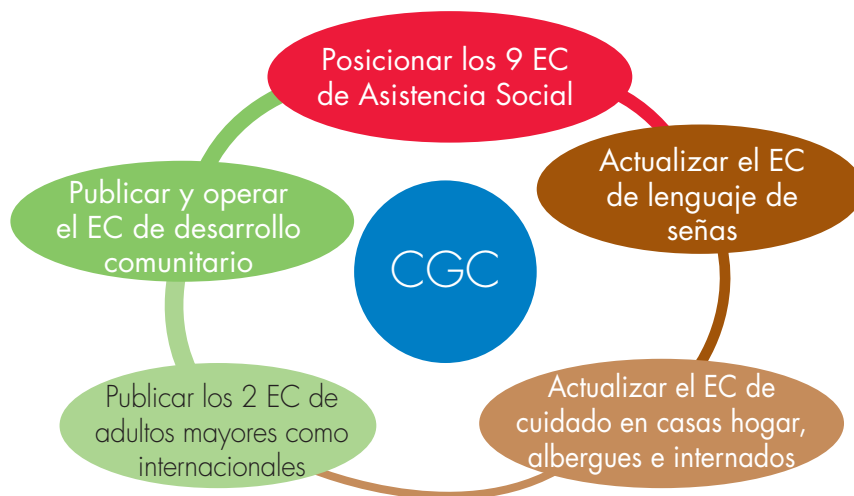 Posicionar los 9 EC
de Asistencia Social
Actualizar el EC
de lenguaje de
señas
Actualizar el EC de
cuidado en casas hogar,
albergues e internados
Publicar los 2 EC de
adultos mayores como
internacionales
Publicar y operar
el EC de desarrollo
comunitario
CGC